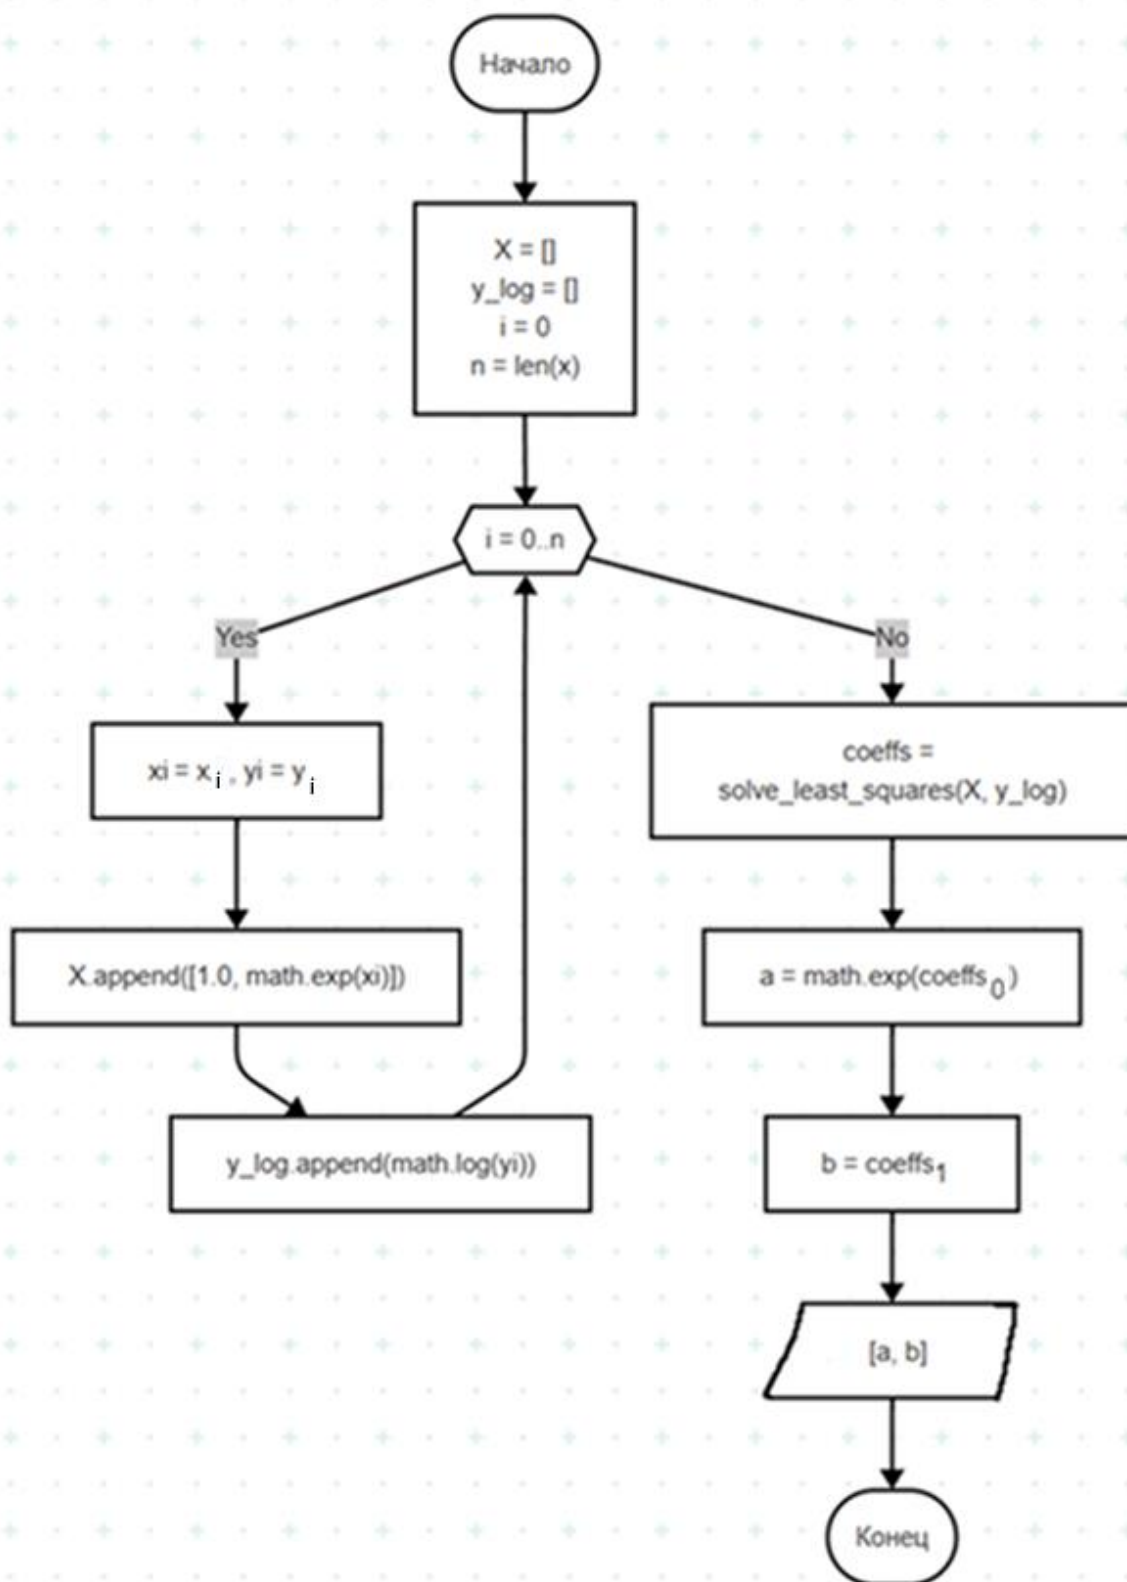 Начало
X = []
y_log = []
i = 0
n = len(x)
i = 0..n
Yes
No
xi = x i , yi = y i
coeffs =
solve_least_squares(X, y_log)
X.append([1.0, math.exp(xi)])
a = math.exp(coeffs 0 )
y_log.append(math.log(yi))
b = coeffs 1
[a, b]
Конец